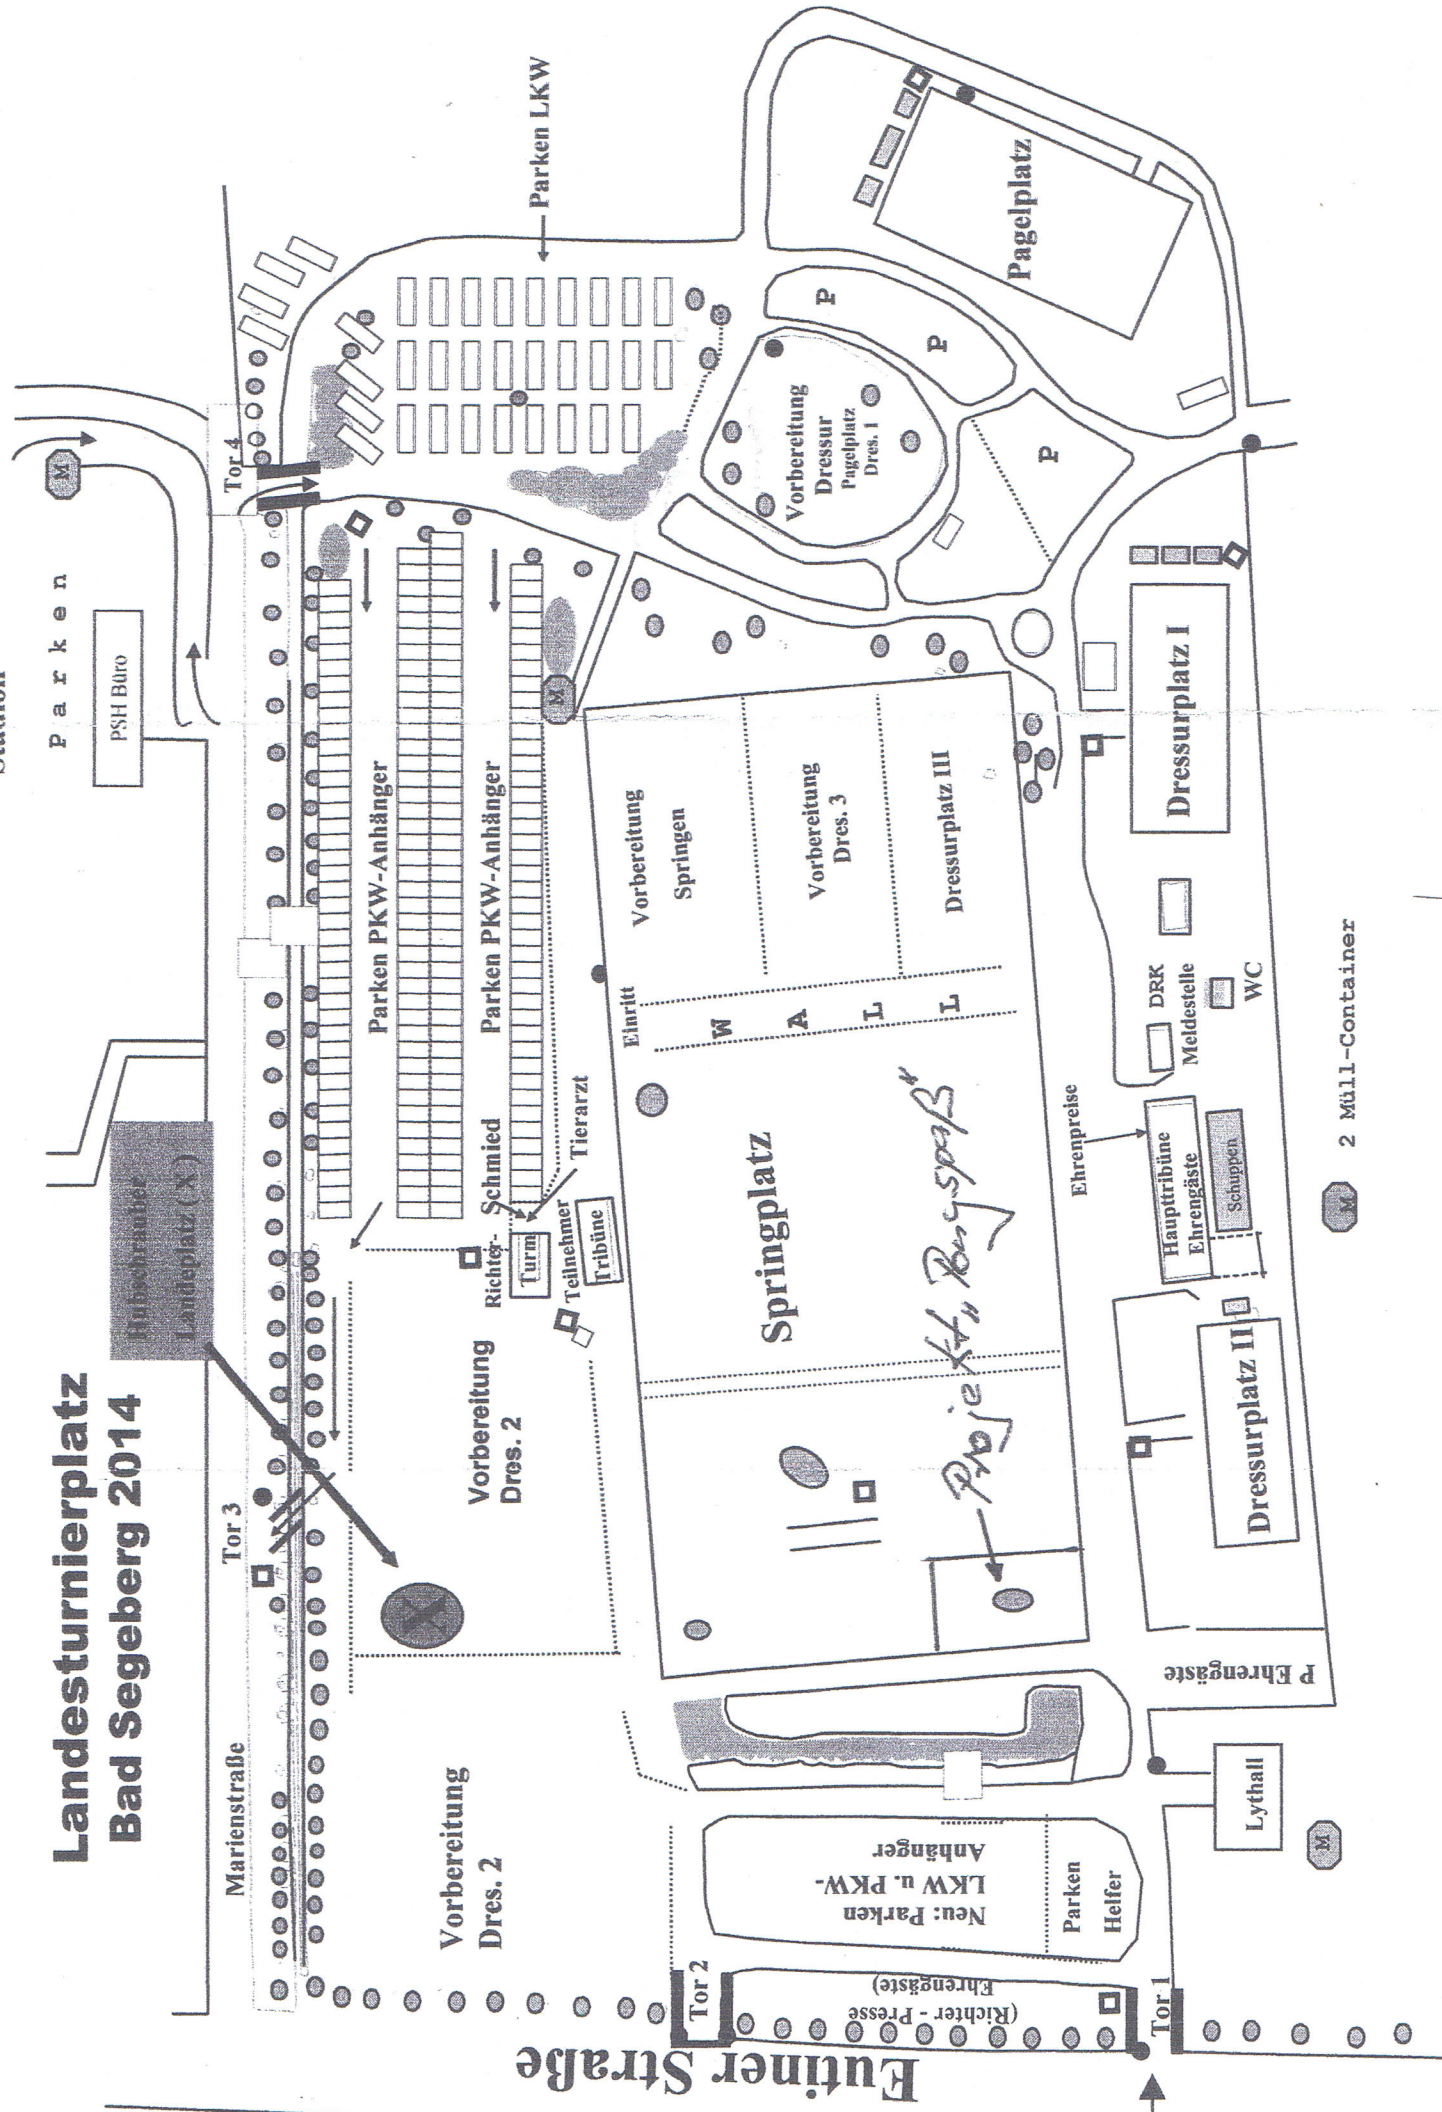 Landesturnierplatz
Bad Segeberg 2014
Hubschrauber
Landeplatz ( X )
Stadion
Parken
PSH Büro
M
Marienstraße
Tor 3
Tor 4
Parken LKW
Parken PKW-Anhänger
Parken PKW-Anhänger
Vorbereitung
Dres. 2
Vorbereitung
Dres. 2
X
Richter-
Turm
Schmied
Tierarzt
Teilnehmer
Tribüne
M
Einritt
Vorbereitung
Springen
Vorbereitung
Dres. 3
Dressurplatz III
W A L L
Springplatz
Projekt „Ponyspaß"
Vorbereitung
Dressur
Pagelplatz
Dres. 1
P
P
P
Pagelplatz
Dressurplatz I
DRK
Meldestelle
WC
Ehrenpreise
Haupttribüne
Ehrengäste
Schuppen
Dressurplatz II
P Ehrengäste
Lythall
M
M 2 Müll-Container
Neu: Parken
LKW u. PKW-
Anhänger
Parken
Helfer
(Richter - Presse
Ehrengäste)
Tor 2
Tor 1
Eutiner Straße